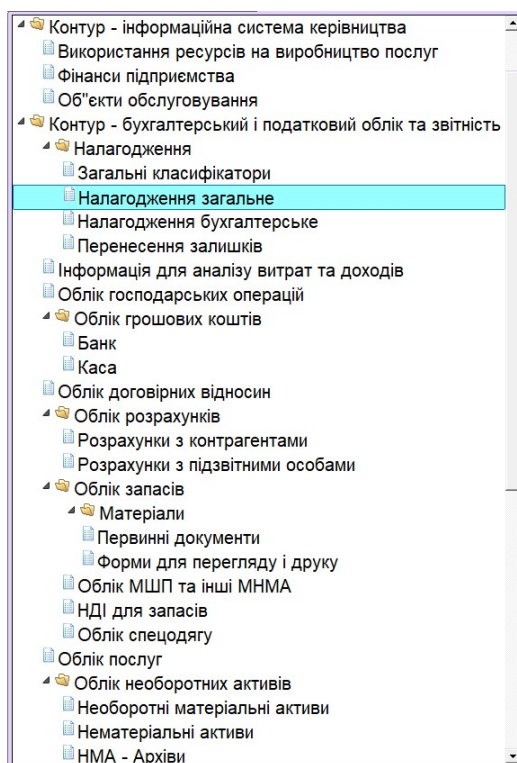 Контур - інформаційна система керівництва
Використання ресурсів на виробництво послуг
Фінанси підприємства
Об"єкти обслуговування
Контур - бухгалтерський і податковий облік та звітність
Налагодження
Загальні класифікатори
Налагодження загальне
Налагодження бухгалтерське
Перенесення залишків
Інформація для аналізу витрат та доходів
Облік господарських операцій
Облік грошових коштів
Банк
Каса
Облік договірних відносин
Облік розрахунків
Розрахунки з контрагентами
Розрахунки з підзвітними особами
Облік запасів
Матеріали
Первинні документи
Форми для перегляду і друку
Облік МШП та інші МНМА
НДІ для запасів
Облік спецодягу
Облік послуг
Облік необоротних активів
Необоротні матеріальні активи
Нематеріальні активи
НМА - Архіви